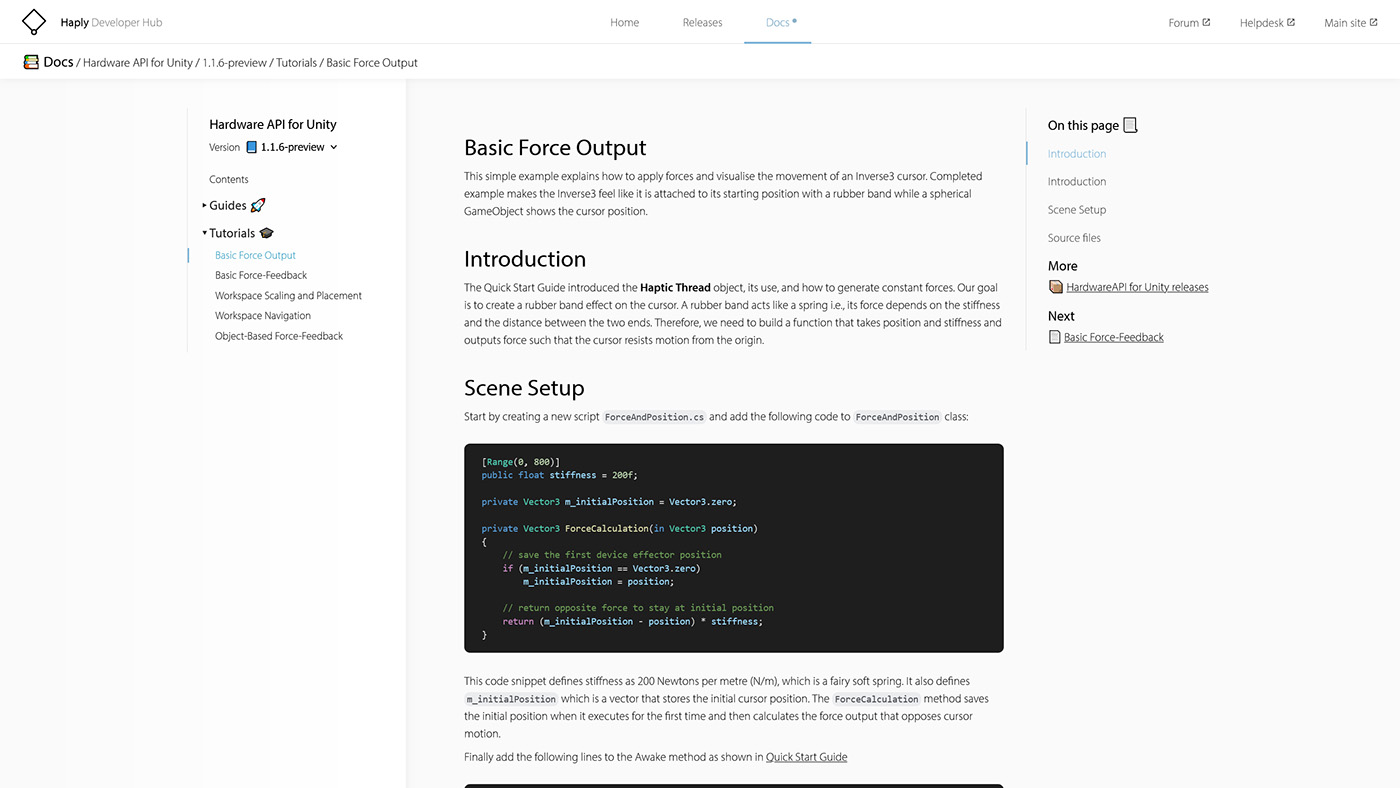 Haply Developer Hub
Home
Releases
Docs
Forum
Helpdesk
Main site
Docs / Hardware API for Unity / 1.1.6-preview / Tutorials / Basic Force Output
Hardware API for Unity
Version 1.1.6-preview
Contents
Guides
Tutorials
Basic Force Output
Basic Force-Feedback
Workspace Scaling and Placement
Workspace Navigation
Object-Based Force-Feedback
Basic Force Output
This simple example explains how to apply forces and visualise the movement of an Inverse3 cursor. Completed
example makes the Inverse3 feel like it is attached to its starting position with a rubber band while a spherical
GameObject shows the cursor position.
Introduction
The Quick Start Guide introduced the Haptic Thread object, its use, and how to generate constant forces. Our goal
is to create a rubber band effect on the cursor. A rubber band acts like a spring i.e., its force depends on the stiffness
and the distance between the two ends. Therefore, we need to build a function that takes position and stiffness and
outputs force such that the cursor resists motion from the origin.
Scene Setup
Start by creating a new script ForceAndPosition.cs and add the following code to ForceAndPosition class:
[Range(0, 800)]
public float stiffness = 200f;
private Vector3 m_initialPosition = Vector3.zero;
private Vector3 ForceCalculation(in Vector3 position)
{
// save the first device effector position
if (m_initialPosition == Vector3.zero)
m_initialPosition = position;
// return opposite force to stay at initial position
return (m_initialPosition - position) * stiffness;
}
This code snippet defines stiffness as 200 Newtons per metre (N/m), which is a fairy soft spring. It also defines
m_initialPosition which is a vector that stores the initial cursor position. The ForceCalculation method saves
the initial position when it executes for the first time and then calculates the force output that opposes cursor
motion.
Finally add the following lines to the Awake method as shown in Quick Start Guide
On this page
Introduction
Introduction
Scene Setup
Source files
More
HardwareAPI for Unity releases
Next
Basic Force-Feedback